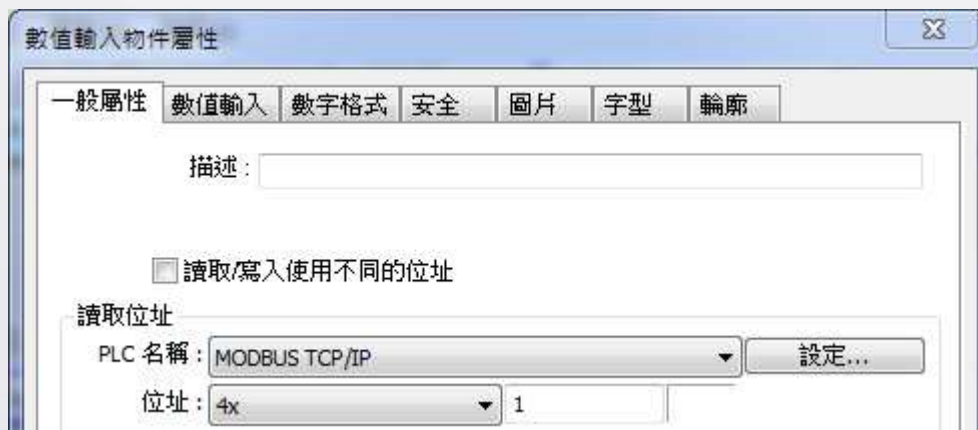 數值輸入物件屬性
一般屬性 數值輸入 數字格式 安全 圖片 字型 輪廓
描述 :
讀取/寫入使用不同的位址
讀取位址
PLC 名稱 : MODBUS TCP/IP 設定...
位址 : 4x 1